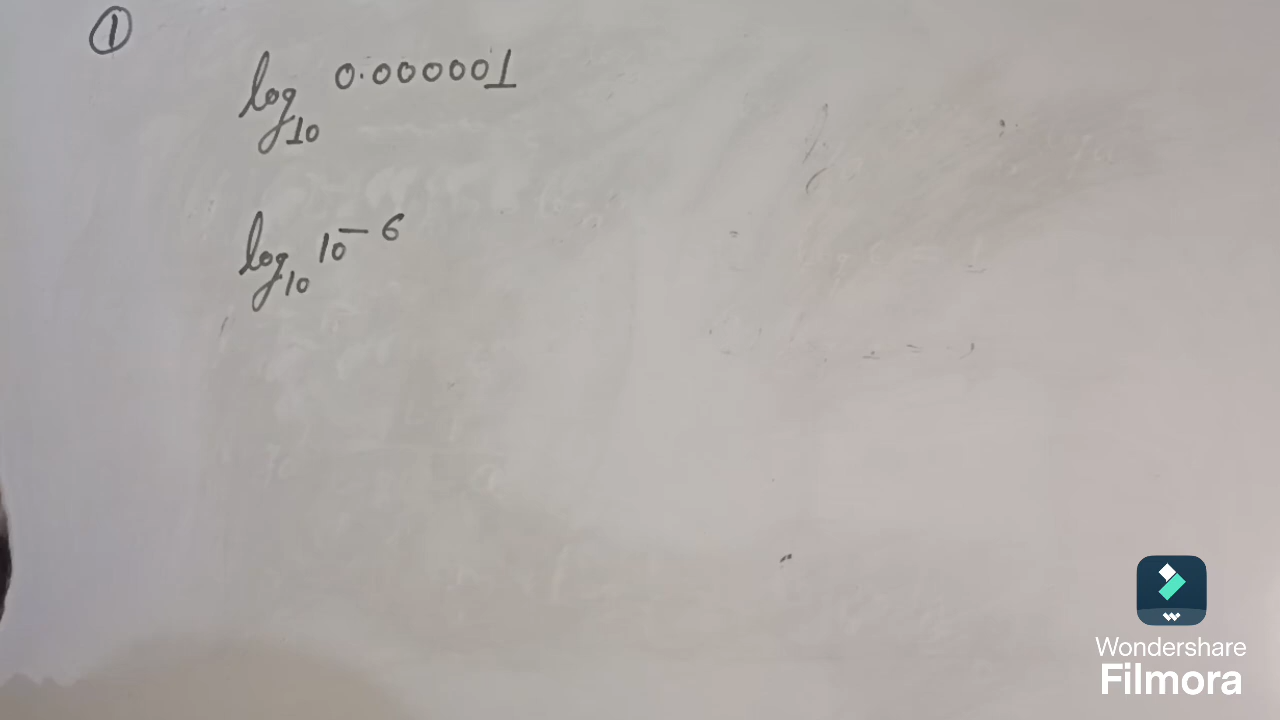 ①
log₁₀ 0.000001
log₁₀ 10⁻⁶
Wondershare
Filmora